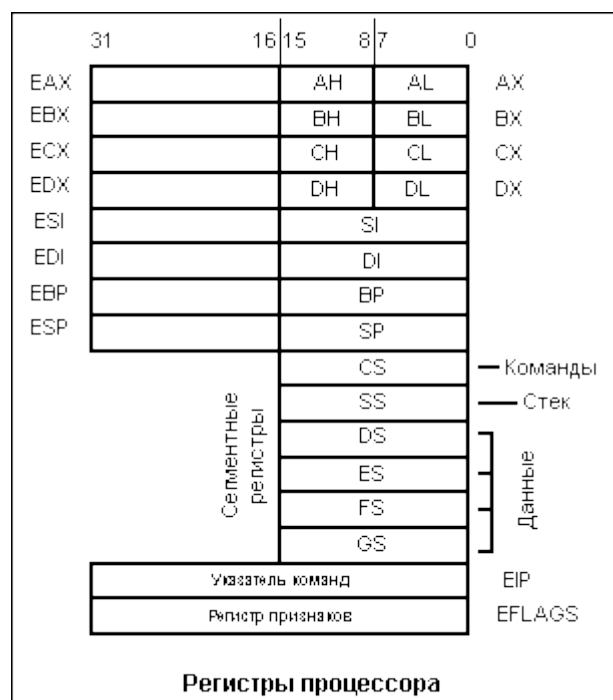 31 16 15 8 7 0
EAX AH AL AX
EBX BH BL BX
ECX CH CL CX
EDX DH DL DX
ESI SI
EDI DI
EBP BP
ESP SP
CS Команды
SS Стек
DS
ES
FS
GS
Сегментные
регистры
Данные
Указатель команд EIP
Регистр признаков EFLAGS
Регистры процессора